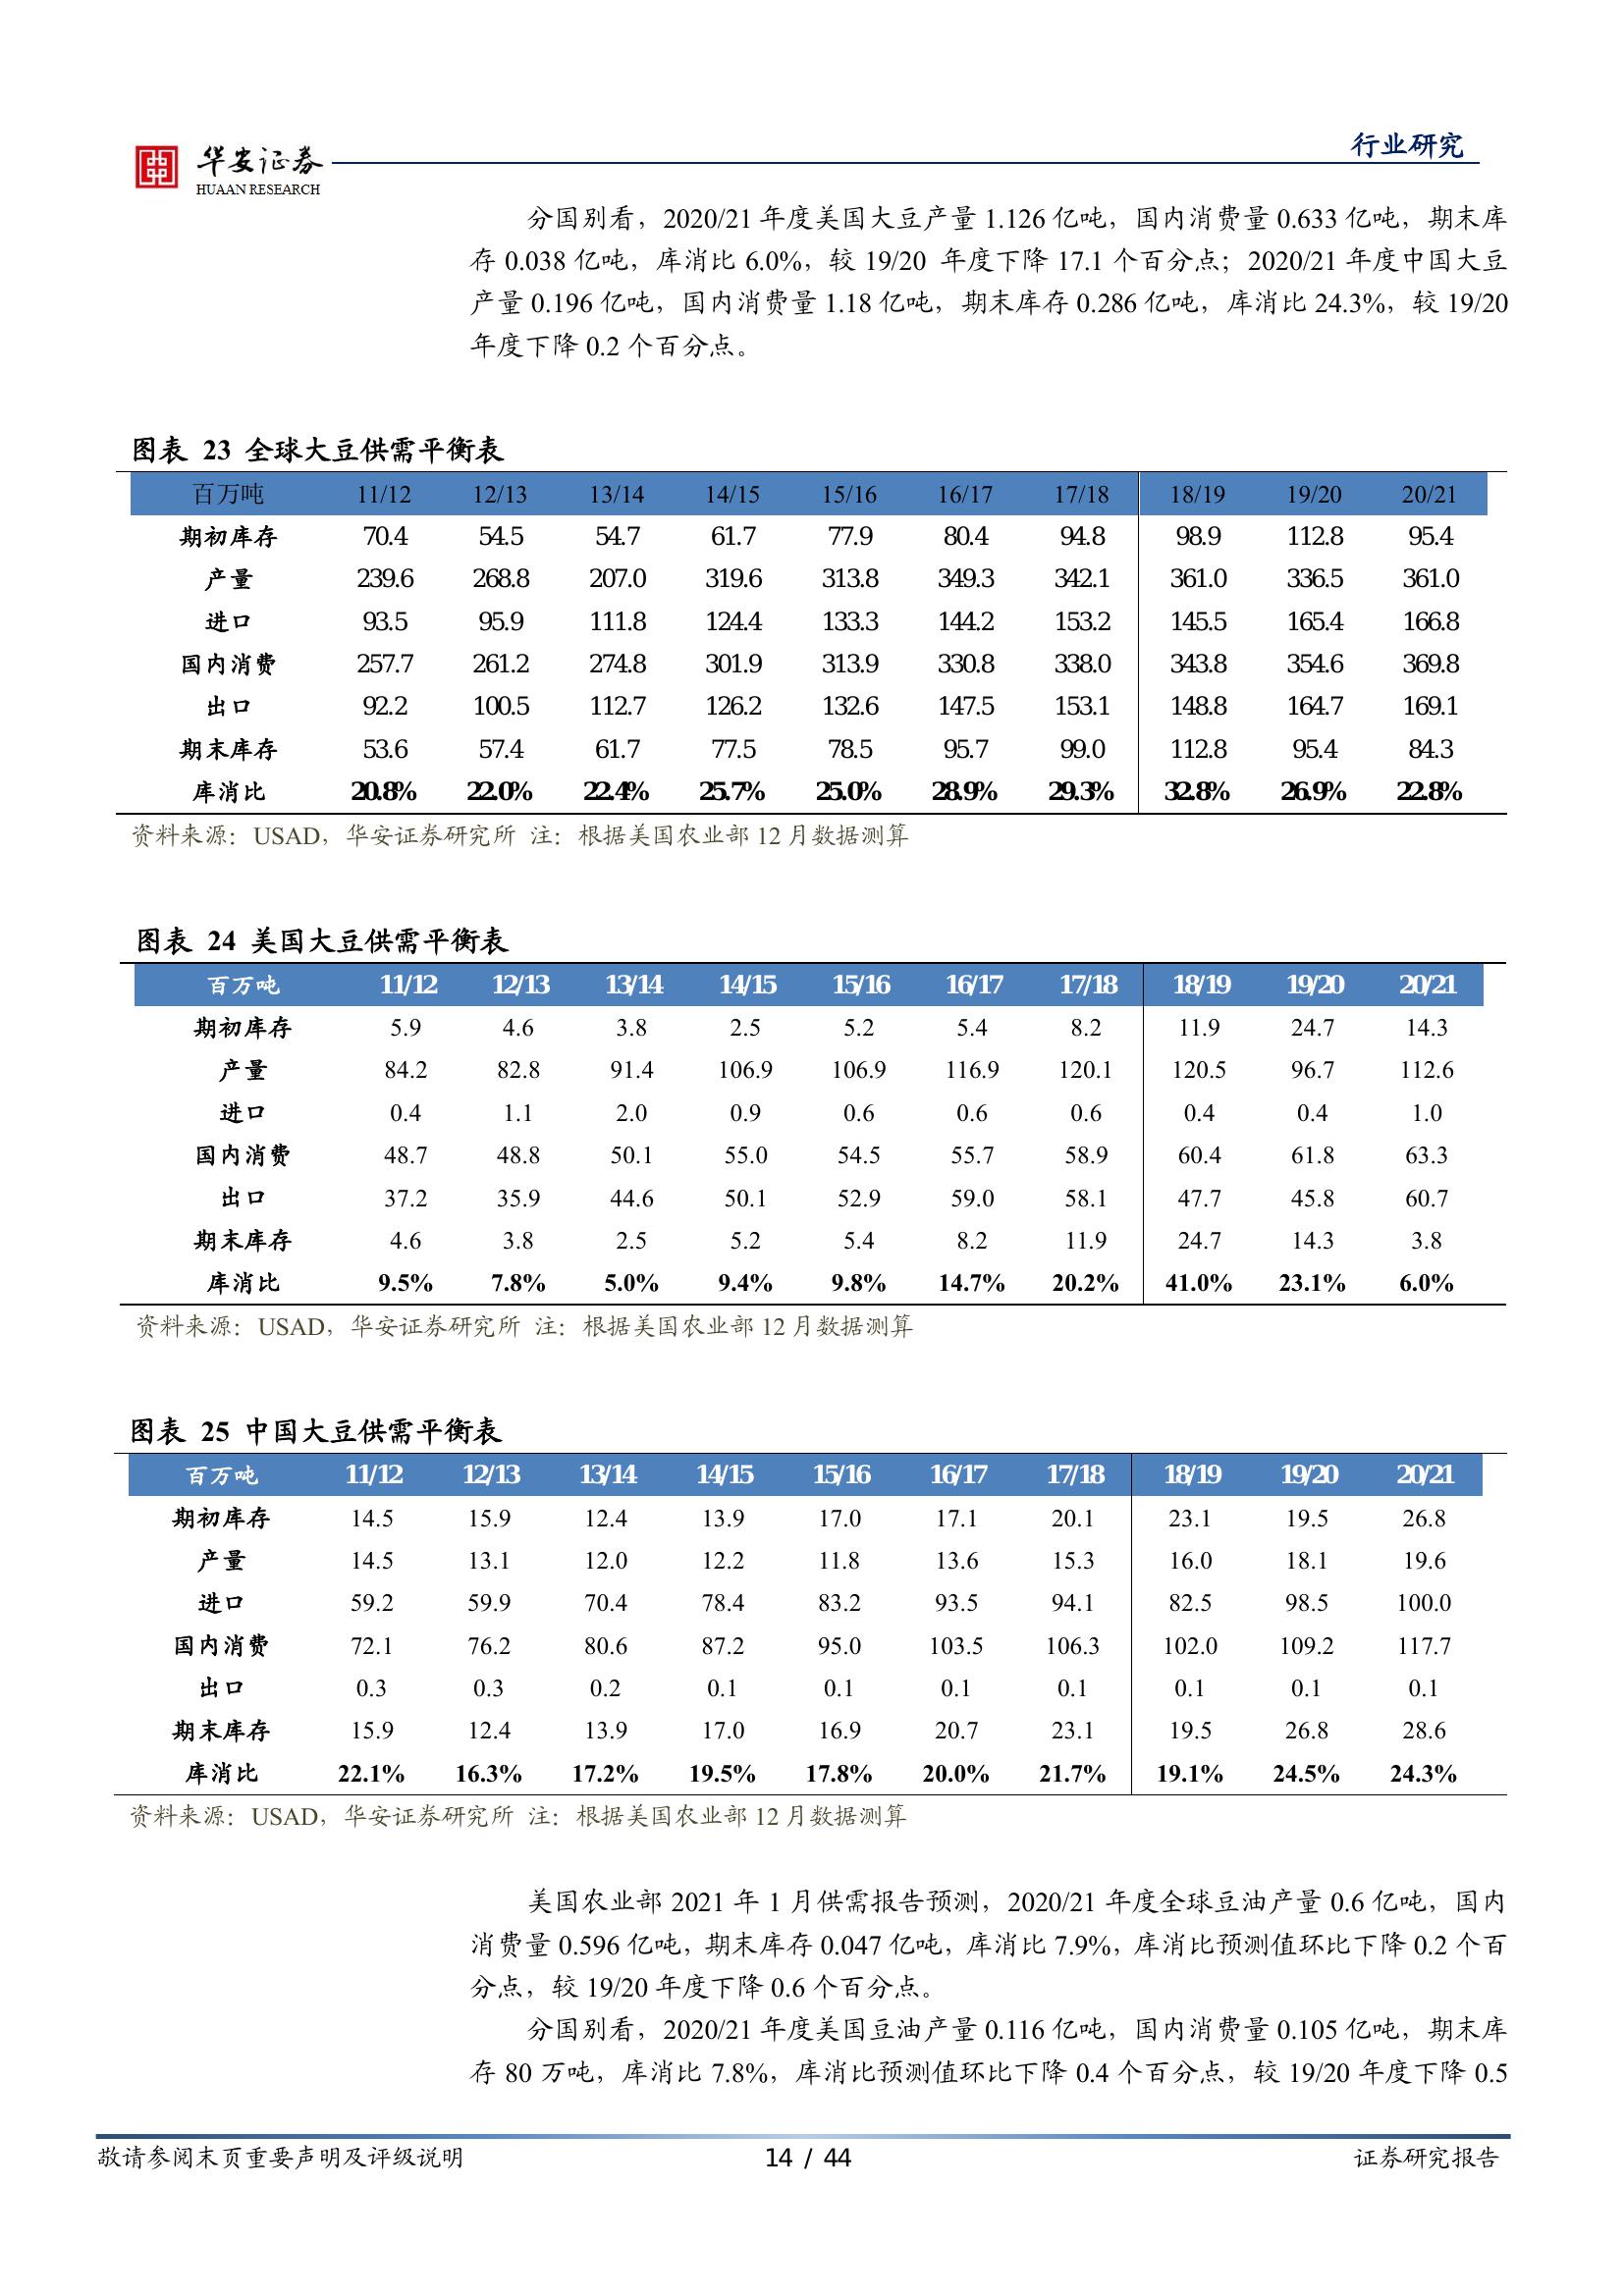 华安证券
HUAAN RESEARCH
行业研究
分国别看，2020/21 年度美国大豆产量 1.126 亿吨，国内消费量 0.633 亿吨，期末库
存 0.038 亿吨，库消比 6.0%，较 19/20 年度下降 17.1 个百分点；2020/21 年度中国大豆
产量 0.196 亿吨，国内消费量 1.18 亿吨，期末库存 0.286 亿吨，库消比 24.3%，较 19/20
年度下降 0.2 个百分点。
图表 23 全球大豆供需平衡表
百万吨 11/12 12/13 13/14 14/15 15/16 16/17 17/18 18/19 19/20 20/21
期初库存 70.4 54.5 54.7 61.7 77.9 80.4 94.8 98.9 112.8 95.4
产量 239.6 268.8 207.0 319.6 313.8 349.3 342.1 361.0 336.5 361.0
进口 93.5 95.9 111.8 124.4 133.3 144.2 153.2 145.5 165.4 166.8
国内消费 257.7 261.2 274.8 301.9 313.9 330.8 338.0 343.8 354.6 369.8
出口 92.2 100.5 112.7 126.2 132.6 147.5 153.1 148.8 164.7 169.1
期末库存 53.6 57.4 61.7 77.5 78.5 95.7 99.0 112.8 95.4 84.3
库消比 20.8% 22.0% 22.4% 25.7% 25.0% 28.9% 29.3% 32.8% 26.9% 22.8%
资料来源：USAD，华安证券研究所 注：根据美国农业部 12 月数据测算
图表 24 美国大豆供需平衡表
百万吨 11/12 12/13 13/14 14/15 15/16 16/17 17/18 18/19 19/20 20/21
期初库存 5.9 4.6 3.8 2.5 5.2 5.4 8.2 11.9 24.7 14.3
产量 84.2 82.8 91.4 106.9 106.9 116.9 120.1 120.5 96.7 112.6
进口 0.4 1.1 2.0 0.9 0.6 0.6 0.6 0.4 0.4 1.0
国内消费 48.7 48.8 50.1 55.0 54.5 55.7 58.9 60.4 61.8 63.3
出口 37.2 35.9 44.6 50.1 52.9 59.0 58.1 47.7 45.8 60.7
期末库存 4.6 3.8 2.5 5.2 5.4 8.2 11.9 24.7 14.3 3.8
库消比 9.5% 7.8% 5.0% 9.4% 9.8% 14.7% 20.2% 41.0% 23.1% 6.0%
资料来源：USAD，华安证券研究所 注：根据美国农业部 12 月数据测算
图表 25 中国大豆供需平衡表
百万吨 11/12 12/13 13/14 14/15 15/16 16/17 17/18 18/19 19/20 20/21
期初库存 14.5 15.9 12.4 13.9 17.0 17.1 20.1 23.1 19.5 26.8
产量 14.5 13.1 12.0 12.2 11.8 13.6 15.3 16.0 18.1 19.6
进口 59.2 59.9 70.4 78.4 83.2 93.5 94.1 82.5 98.5 100.0
国内消费 72.1 76.2 80.6 87.2 95.0 103.5 106.3 102.0 109.2 117.7
出口 0.3 0.3 0.2 0.1 0.1 0.1 0.1 0.1 0.1 0.1
期末库存 15.9 12.4 13.9 17.0 16.9 20.7 23.1 19.5 26.8 28.6
库消比 22.1% 16.3% 17.2% 19.5% 17.8% 20.0% 21.7% 19.1% 24.5% 24.3%
资料来源：USAD，华安证券研究所 注：根据美国农业部 12 月数据测算
美国农业部 2021 年 1 月供需报告预测，2020/21 年度全球豆油产量 0.6 亿吨，国内
消费量 0.596 亿吨，期末库存 0.047 亿吨，库消比 7.9%，库消比预测值环比下降 0.2 个百
分点，较 19/20 年度下降 0.6 个百分点。
分国别看，2020/21 年度美国豆油产量 0.116 亿吨，国内消费量 0.105 亿吨，期末库
存 80 万吨，库消比 7.8%，库消比预测值环比下降 0.4 个百分点，较 19/20 年度下降 0.5
敬请参阅末页重要声明及评级说明 14 / 44 证券研究报告